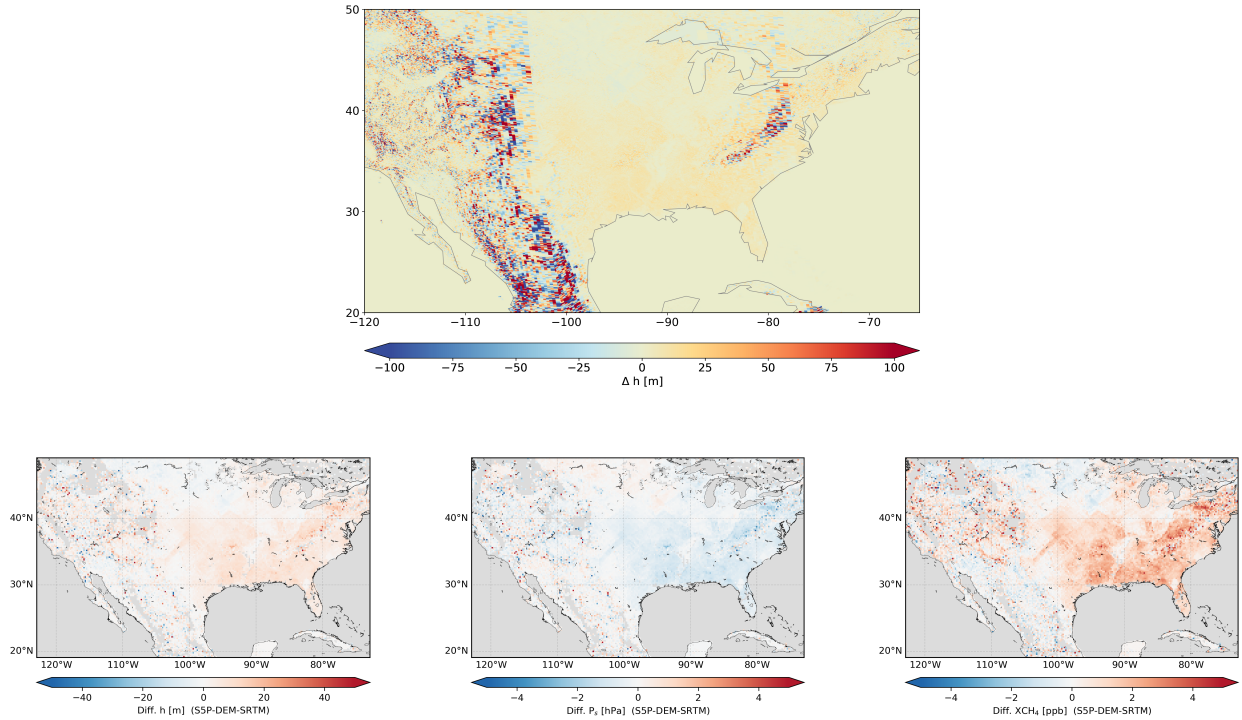 50
40
30
20
−120 −110 −100 −90 −80 −70
−100 −75 −50 −25 0 25 50 75 100
Δ h [m]
40°N
30°N
20°N
120°W 110°W 100°W 90°W 80°W
−40 −20 0 20 40
Diff. h [m] (S5P-DEM-SRTM)
40°N
30°N
20°N
120°W 110°W 100°W 90°W 80°W
−4 −2 0 2 4
Diff. Pₛ [hPa] (S5P-DEM-SRTM)
40°N
30°N
20°N
120°W 110°W 100°W 90°W 80°W
−4 −2 0 2 4
Diff. XCH₄ [ppb] (S5P-DEM-SRTM)